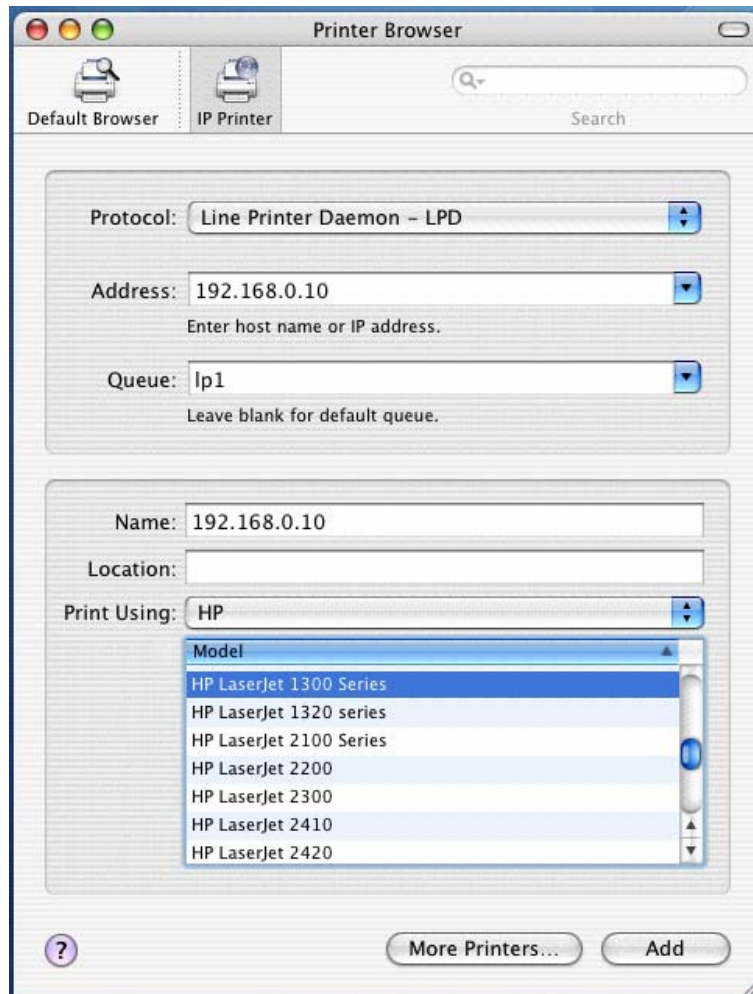 Printer Browser
Default Browser
IP Printer
Search
Protocol: Line Printer Daemon – LPD
Address: 192.168.0.10
Enter host name or IP address.
Queue: lp1
Leave blank for default queue.
Name: 192.168.0.10
Location:
Print Using: HP
Model
HP LaserJet 1300 Series
HP LaserJet 1320 series
HP LaserJet 2100 Series
HP LaserJet 2200
HP LaserJet 2300
HP LaserJet 2410
HP LaserJet 2420
?
More Printers...
Add